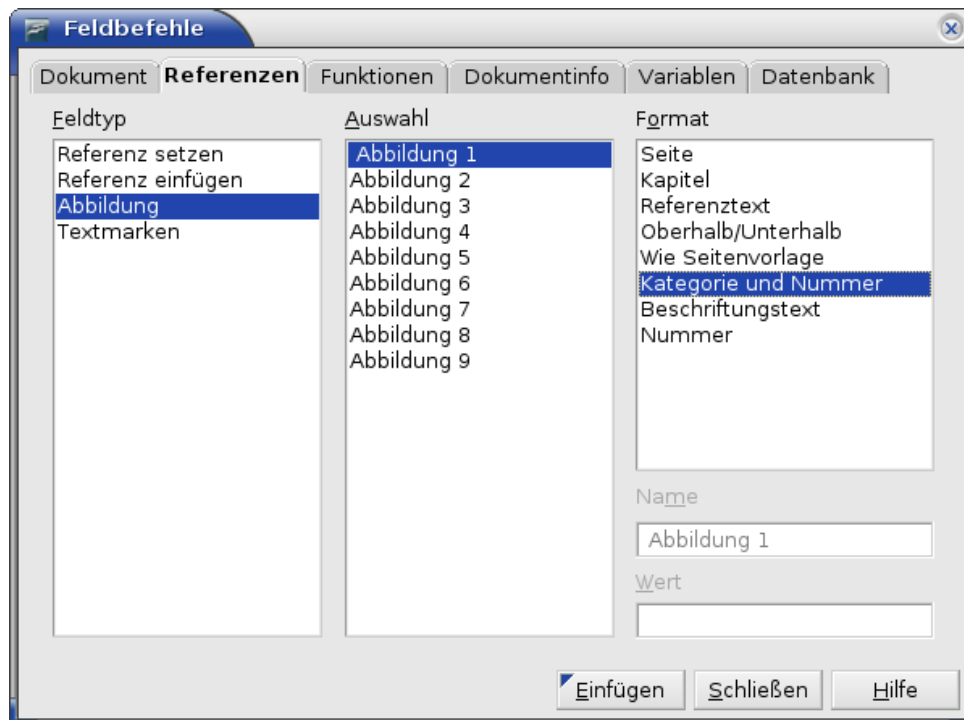 Feldbefehle
Dokument Referenzen Funktionen Dokumentinfo Variablen Datenbank
Feldtyp
Referenz setzen
Referenz einfügen
Abbildung
Textmarken
Auswahl
Abbildung 1
Abbildung 2
Abbildung 3
Abbildung 4
Abbildung 5
Abbildung 6
Abbildung 7
Abbildung 8
Abbildung 9
Format
Seite
Kapitel
Referenztext
Oberhalb/Unterhalb
Wie Seitenvorlage
Kategorie und Nummer
Beschriftungstext
Nummer
Name
Abbildung 1
Wert
Einfügen Schließen Hilfe